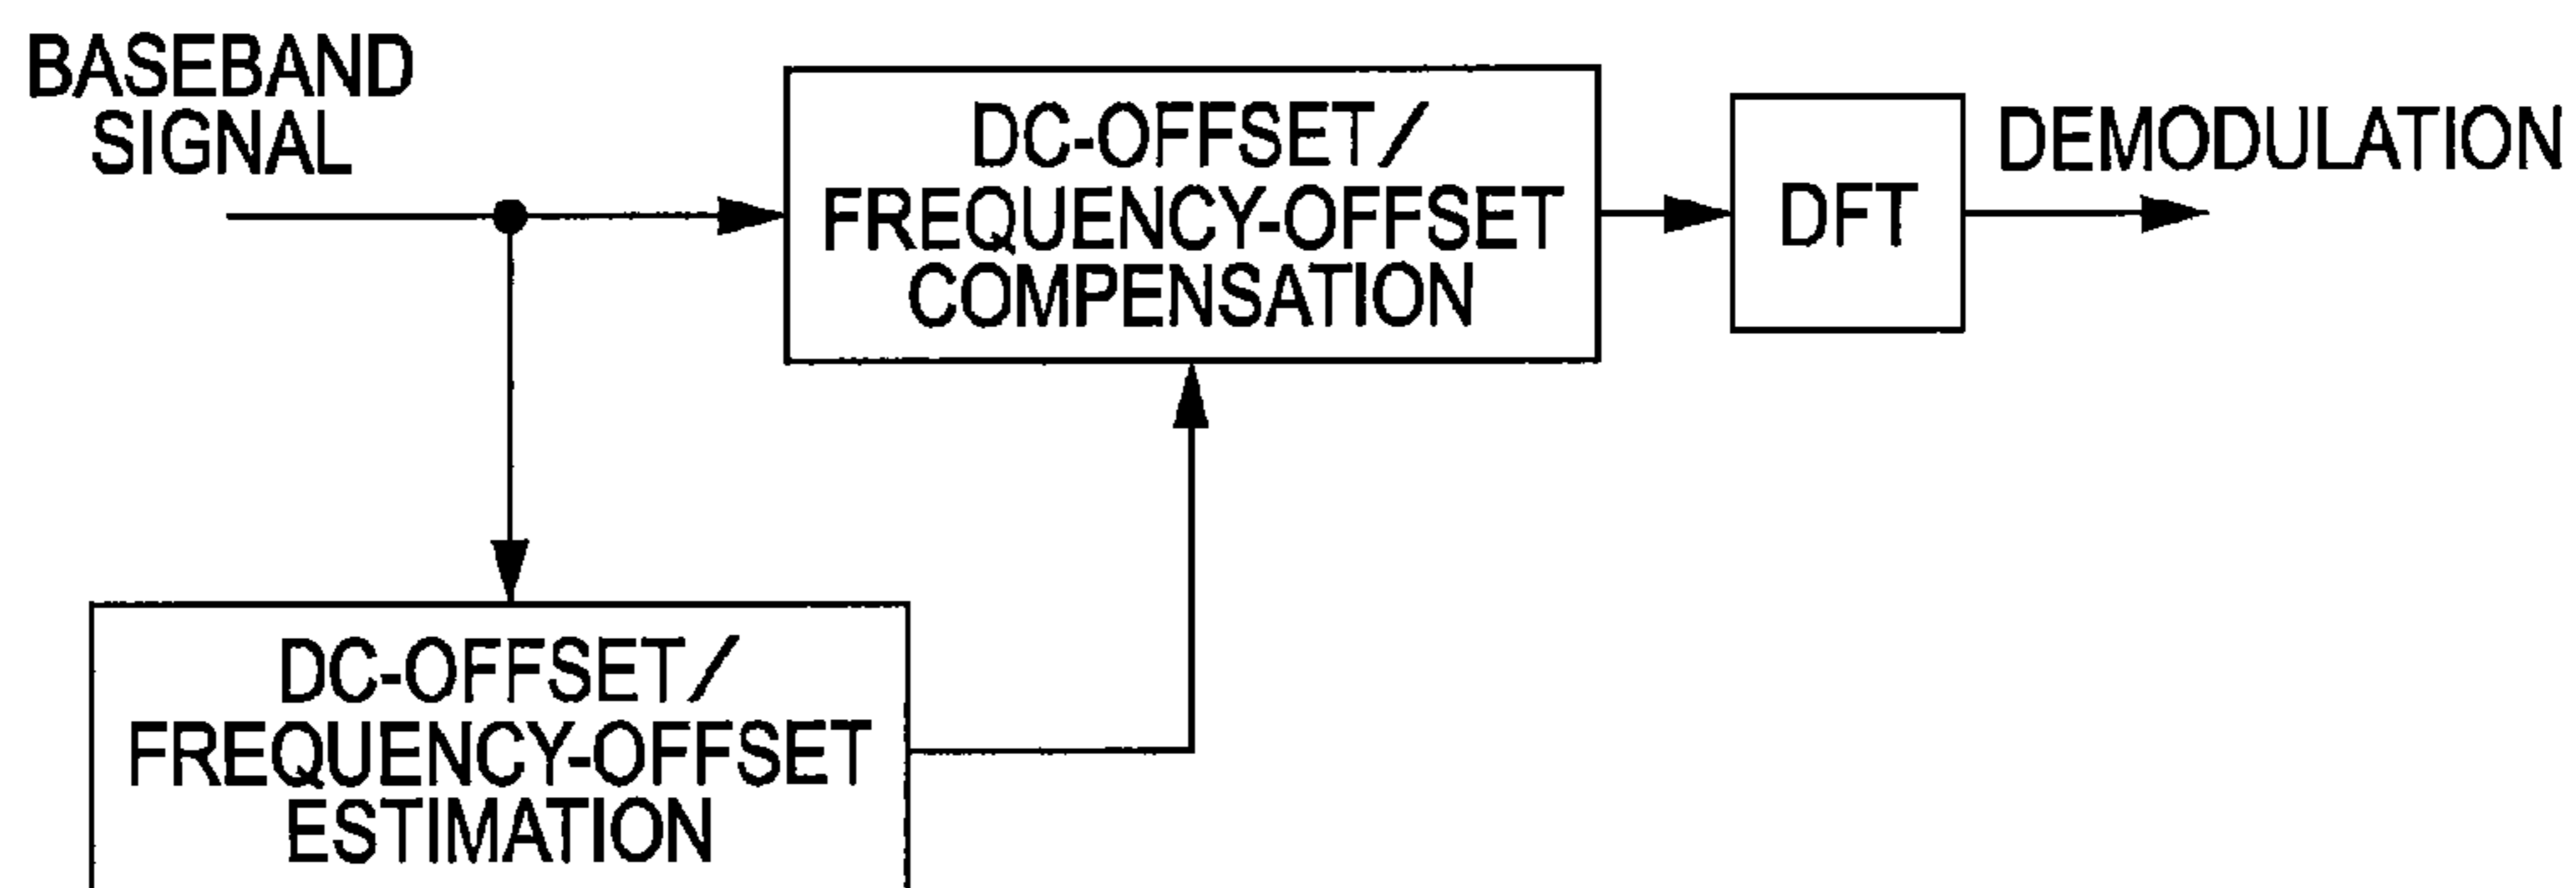 BASEBAND
SIGNAL
DC-OFFSET/
FREQUENCY-OFFSET
COMPENSATION
DFT
DEMODULATION
DC-OFFSET/
FREQUENCY-OFFSET
ESTIMATION